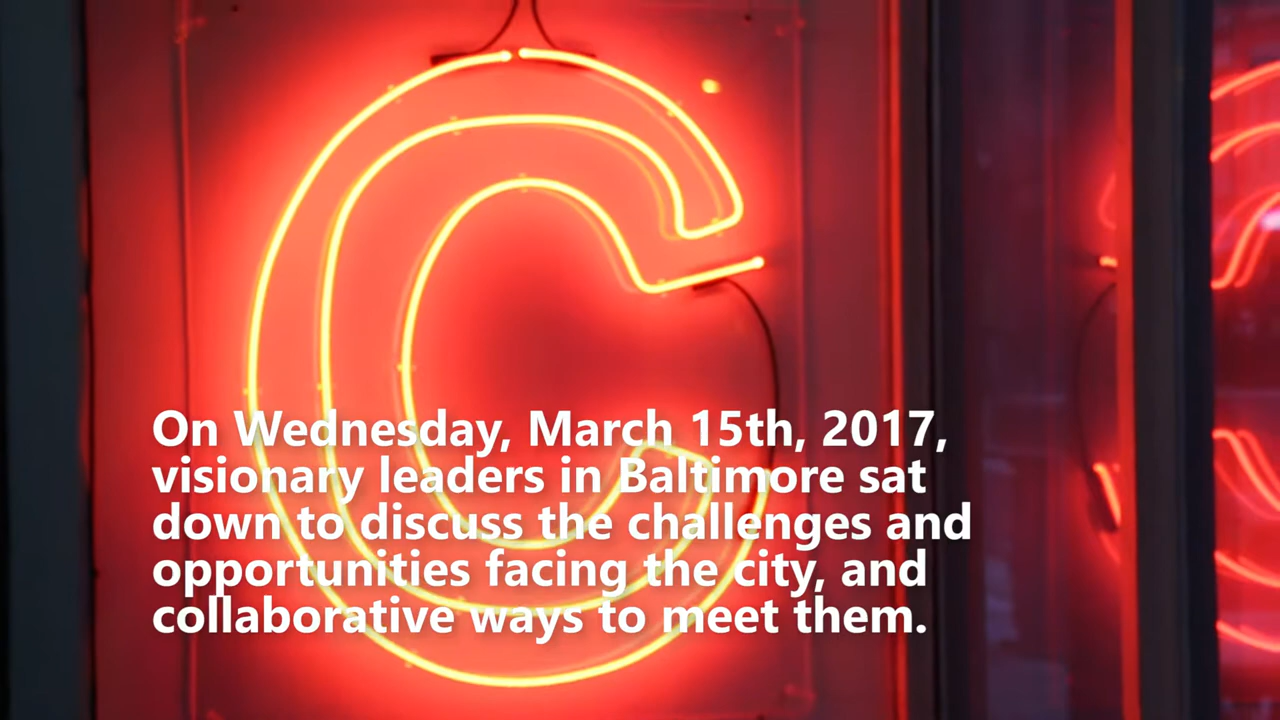 C
On Wednesday, March 15th, 2017,
visionary leaders in Baltimore sat
down to discuss the challenges and
opportunities facing the city, and
collaborative ways to meet them.